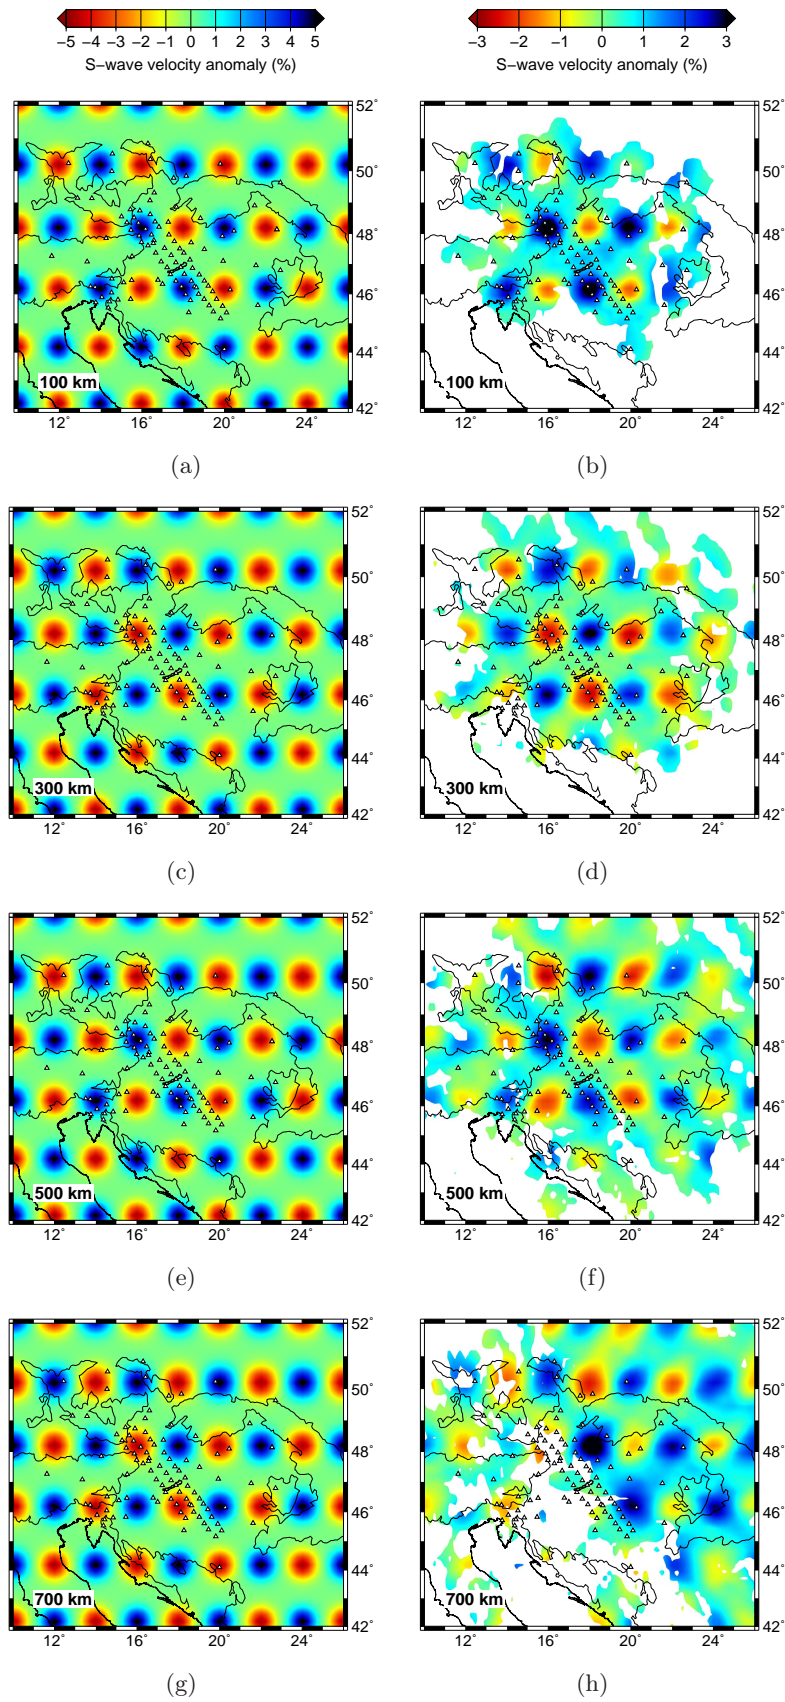 −5 −4 −3 −2 −1 0 1 2 3 4 5
S−wave velocity anomaly (%)
−3 −2 −1 0 1 2 3
S−wave velocity anomaly (%)
52˚
50˚
48˚
46˚
44˚
42˚
100 km
12˚ 16˚ 20˚ 24˚
(a)
52˚
50˚
48˚
46˚
44˚
42˚
100 km
12˚ 16˚ 20˚ 24˚
(b)
52˚
50˚
48˚
46˚
44˚
42˚
300 km
12˚ 16˚ 20˚ 24˚
(c)
52˚
50˚
48˚
46˚
44˚
42˚
300 km
12˚ 16˚ 20˚ 24˚
(d)
52˚
50˚
48˚
46˚
44˚
42˚
500 km
12˚ 16˚ 20˚ 24˚
(e)
52˚
50˚
48˚
46˚
44˚
42˚
500 km
12˚ 16˚ 20˚ 24˚
(f)
52˚
50˚
48˚
46˚
44˚
42˚
700 km
12˚ 16˚ 20˚ 24˚
(g)
52˚
50˚
48˚
46˚
44˚
42˚
700 km
12˚ 16˚ 20˚ 24˚
(h)